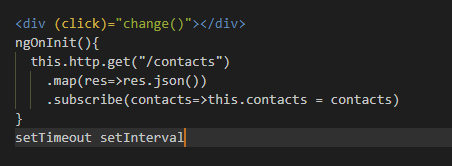 <div (click)="change()"></div>
ngOnInit(){
  this.http.get("/contacts")
    .map(res=>res.json())
    .subscribe(contacts=>this.contacts = contacts)
}
setTimeout setInterval